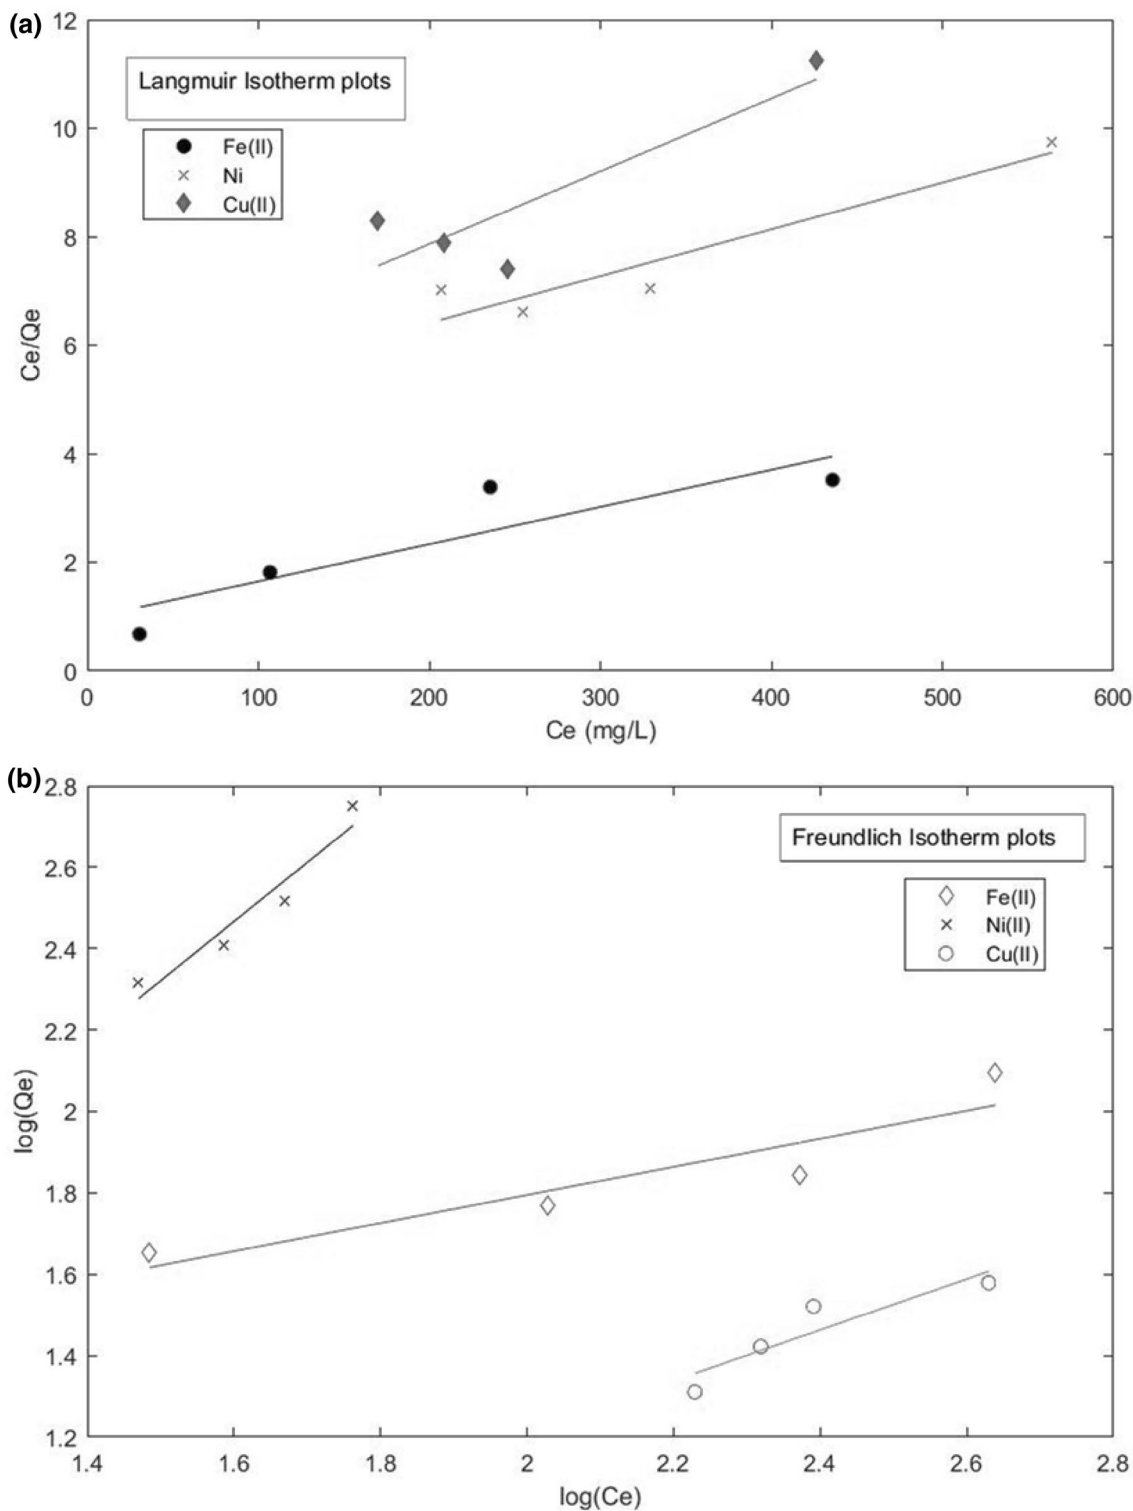 (a)
12
10
8
6
4
2
0
Ce/Qe
Langmuir Isotherm plots
Fe(II)
Ni
Cu(II)
0 100 200 300 400 500 600
Ce (mg/L)
(b)
2.8
2.6
2.4
2.2
2
1.8
1.6
1.4
1.2
log(Qe)
Freundlich Isotherm plots
Fe(II)
Ni(II)
Cu(II)
1.4 1.6 1.8 2 2.2 2.4 2.6 2.8
log(Ce)